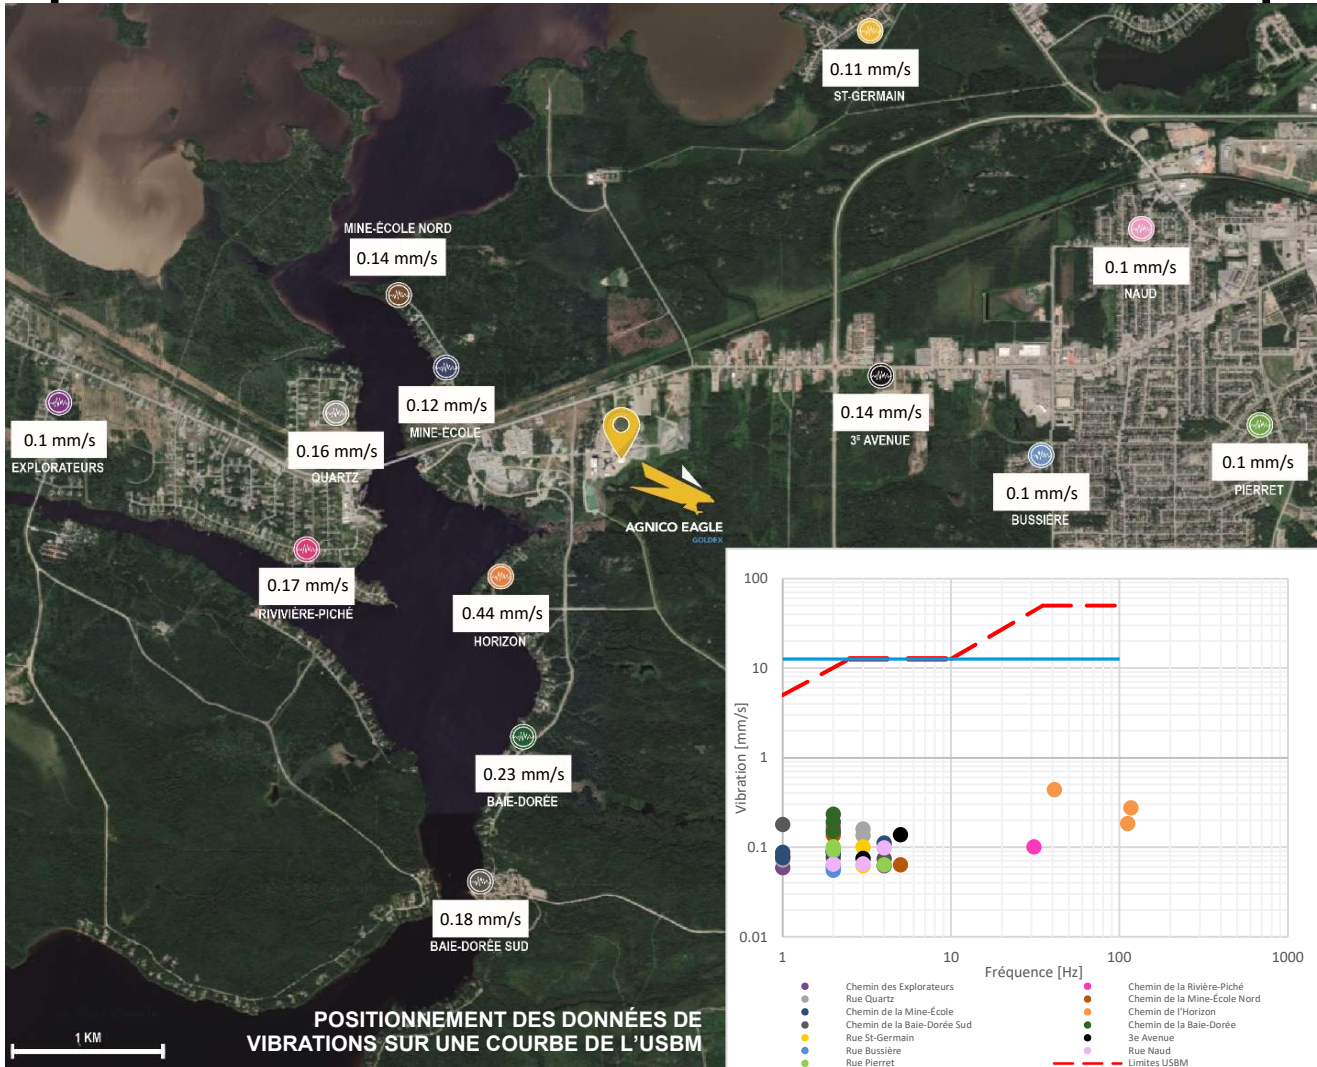 0.11 mm/s
ST-GERMAIN
MINE-ÉCOLE NORD
0.14 mm/s
0.1 mm/s
NAUD
0.12 mm/s
MINE-ÉCOLE
0.1 mm/s
EXPLORATEURS
0.16 mm/s
QUARTZ
0.14 mm/s
3E AVENUE
0.1 mm/s
PIERRET
0.1 mm/s
BUSSIÈRE
AGNICO EAGLE
GOLDEX
0.17 mm/s
RIVIVIÈRE-PICHÉ
0.44 mm/s
HORIZON
0.23 mm/s
BAIE-DORÉE
0.18 mm/s
BAIE-DORÉE SUD
POSITIONNEMENT DES DONNÉES DE
VIBRATIONS SUR UNE COURBE DE L'USBM
1 KM
100
10
1
0.1
0.01
Vibration [mm/s]
1 10 100 1000
Fréquence [Hz]
Chemin des Explorateurs
Chemin de la Rivière-Piché
Rue Quartz
Chemin de la Mine-École Nord
Chemin de la Mine-École
Chemin de l'Horizon
Chemin de la Baie-Dorée Sud
Chemin de la Baie-Dorée
Rue St-Germain
3e Avenue
Rue Bussière
Rue Naud
Rue Pierret
Limites USBM